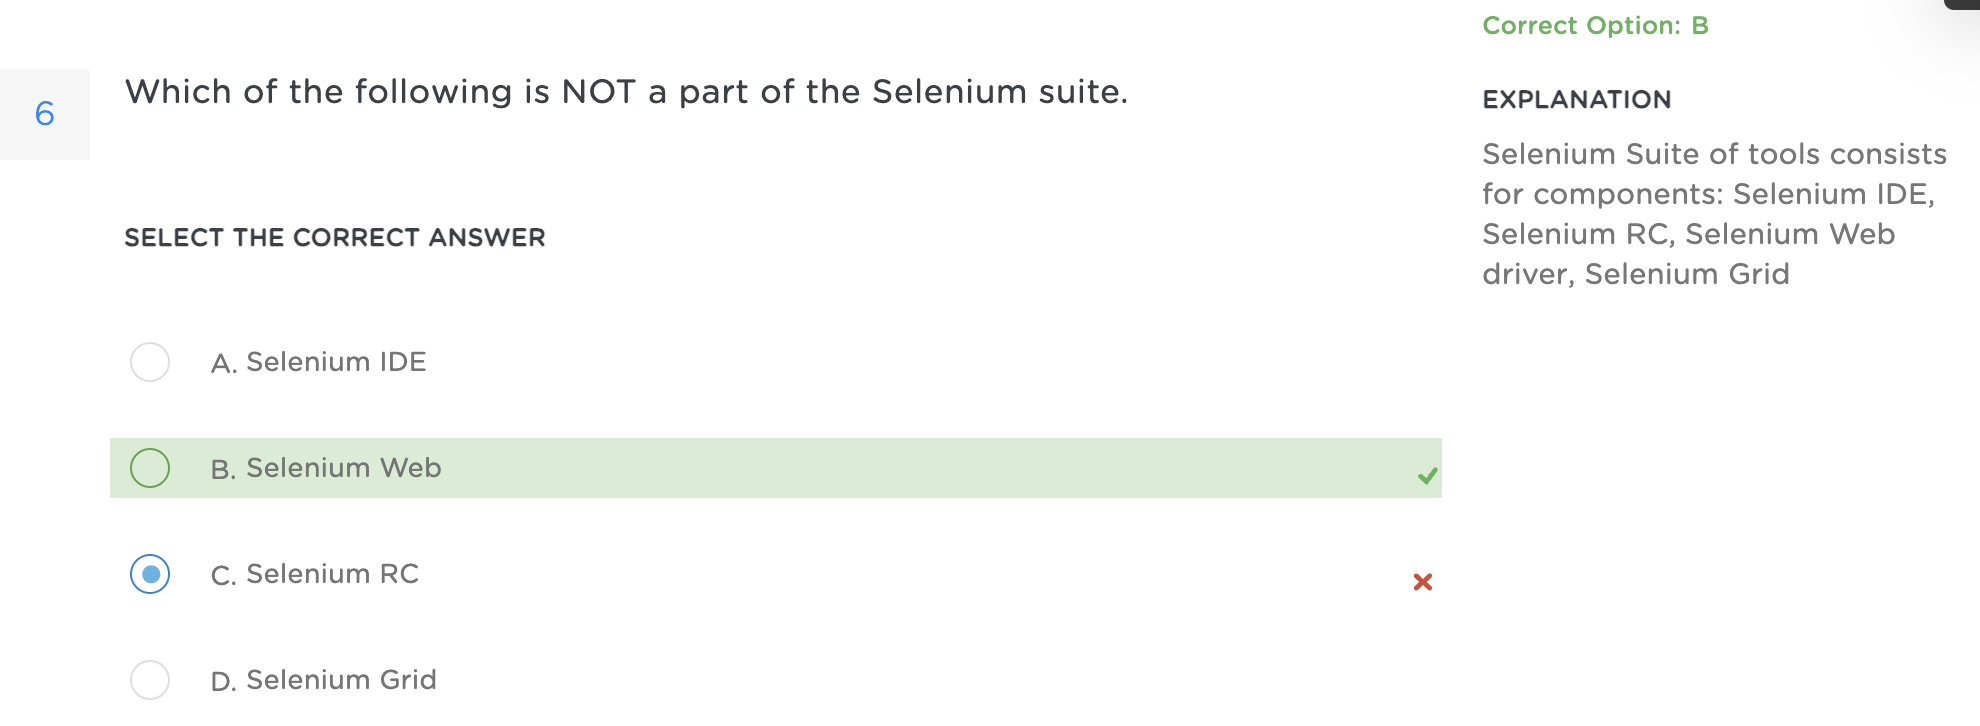 6
Which of the following is NOT a part of the Selenium suite.
SELECT THE CORRECT ANSWER
A. Selenium IDE
B. Selenium Web
C. Selenium RC
D. Selenium Grid
Correct Option: B
EXPLANATION
Selenium Suite of tools consists
for components: Selenium IDE,
Selenium RC, Selenium Web
driver, Selenium Grid